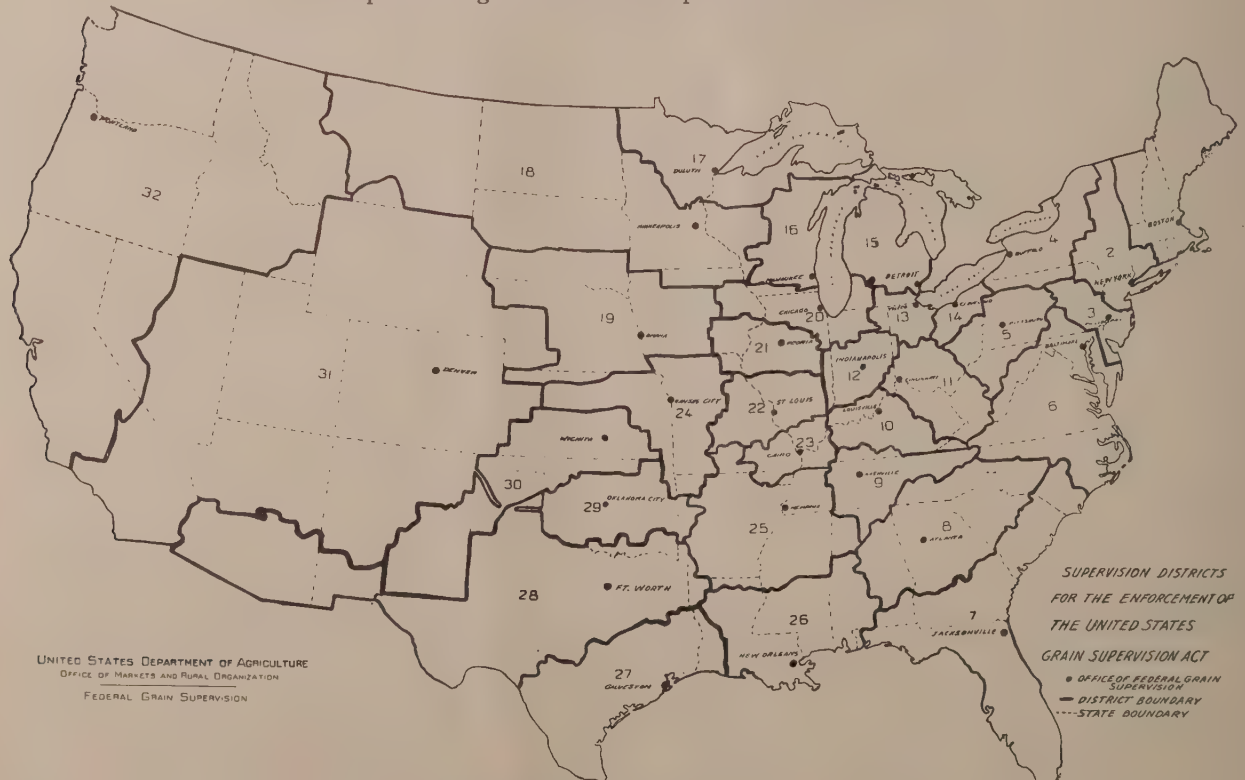 32
PORTLAND
18
17
DULUTH
MINNEAPOLIS
16
MILWAUKEE
15
DETROIT
4
BUFFALO
2
BOSTON
NEW YORK
3
31
DENVER
19
OMAHA
CHICAGO
20
13
14
CLEVELAND
5
PITTSBURG
BALTIMORE
6
21
PEORIA
INDIANAPOLIS
12
CINCINNATI
11
24
KANSAS CITY
22
ST LOUIS
LOUISVILLE
10
23
CAIRO
WICHITA
30
OKLAHOMA CITY
29
25
MEMPHIS
NASHVILLE
9
8
ATLANTA
28
FT. WORTH
26
NEW ORLEANS
7
JACKSONVILLE
27
GALVESTON
UNITED STATES DEPARTMENT OF AGRICULTURE
OFFICE OF MARKETS AND RURAL ORGANIZATION
FEDERAL GRAIN SUPERVISION
SUPERVISION DISTRICTS
FOR THE ENFORCEMENT OF
THE UNITED STATES
GRAIN SUPERVISION ACT
OFFICE OF FEDERAL GRAIN
SUPERVISION
DISTRICT BOUNDARY
STATE BOUNDARY